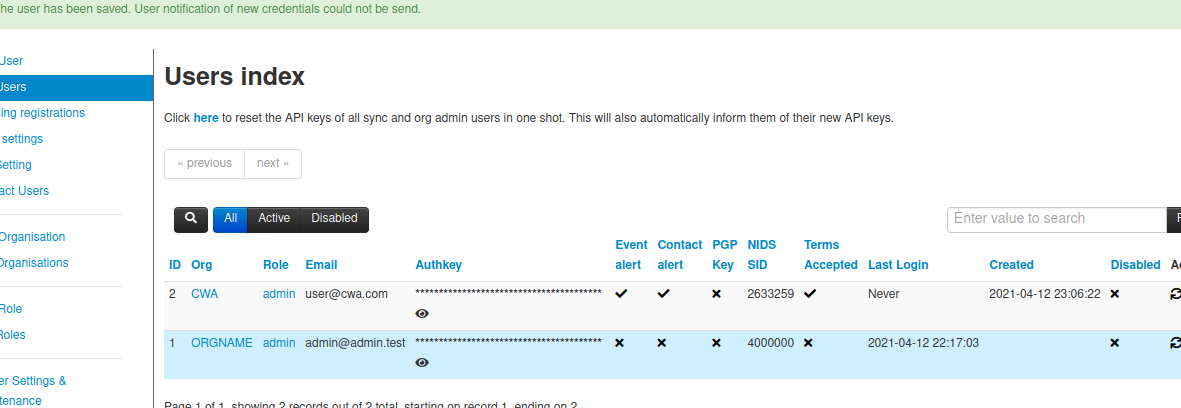 he user has been saved. User notification of new credentials could not be send.
User
Users
ing registrations
settings
Setting
act Users
Organisation
Organisations
Role
Roles
er Settings &
tenance
Users index
Click here to reset the API keys of all sync and org admin users in one shot. This will also automatically inform them of their new API keys.
« previous next »
All Active Disabled Enter value to search F
ID Org Role Email Authkey Event alert Contact alert PGP Key NIDS SID Terms Accepted Last Login Created Disabled Ac
2 CWA admin user@cwa.com **************************************** 2633259 Never 2021-04-12 23:06:22
1 ORGNAME admin admin@admin.test **************************************** 4000000 2021-04-12 22:17:03
Page 1 of 1, showing 2 records out of 2 total, starting on record 1, ending on 2